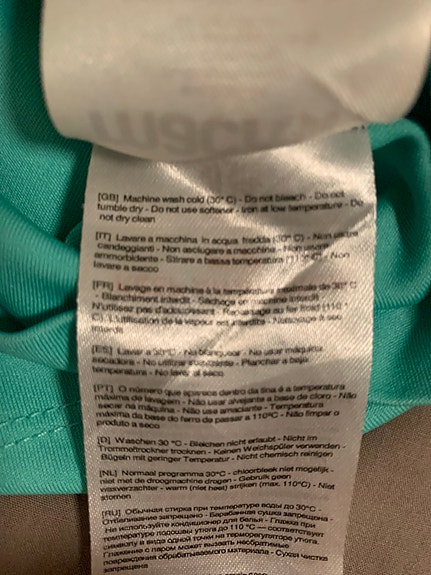 macr
[GB] Machine wash cold (30° C) - Do not bleach - Do not
tumble dry - Do not use softener - Iron at low temperature - Do
not dry clean
[IT] Lavare a macchina in acqua fredda (30° C) - Non
candeggianti - Non asciugare a macchina - Non usare
ammorbidente - Stirare a bassa temperatura - Non
lavare a secco
[FR] Lavage en machine à la température maximale de 30° C
- Blanchiment interdit - Séchage en machine interdit -
N'utilisez pas d'adoucissant - Repassage au fer froid (110 °
C). L'utilisation de la vapeur est interdite - Nettoyage à sec
interdit
[ES] Lavar a 30°C - No blanquear - No usar máquina
secadora - No utilizar suavizante - Planchar a baja
temperatura - No lavar al seco
[PT] O número que aparece dentro da tina é a temperatura
máxima de lavagem - Não usar alvejante a base de cloro - Não
secar na máquina - Não use amaciante - Temperatura
máxima da base do ferro de passar a 110°C - Não limpar o
produto a seco
[D] Waschen 30 °C - Bleichen nicht erlaubt - Nicht im
Trommeltrockner trocknen - Keinen Weichspüler verwenden -
Bügeln mit geringer Temperatur - Nicht chemisch reinigen
[NL] Normaal programma 30°C - chloorbleek niet mogelijk -
niet met de droogmachine drogen - Gebruik geen
wasverzachter - warm (niet heel) strijken (max. 110°C) - Niet
stomen
[RU] Обычная стирка при температуре воды до 30°C -
Отбеливание запрещено - Барабанная сушка запрещена -
Не используйте кондиционер для белья - Глажка при
температуре подошвы утюга до 110 °C — соответствует
символу в виде одной точки на терморегуляторе утюга.
Глажение с паром может вызвать необратимые
повреждения обрабатываемого материала - Сухая чистка
запрещена